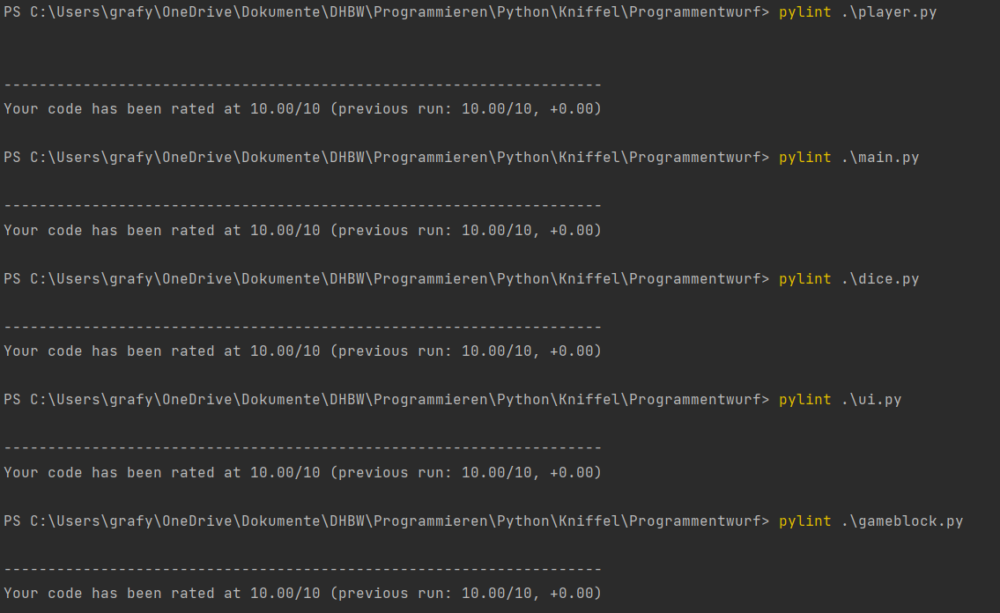 PS C:\Users\grafy\OneDrive\Dokumente\DHBW\Programmieren\Python\Kniffel\Programmentwurf> pylint .\player.py
--------------------------------------------------------------------
Your code has been rated at 10.00/10 (previous run: 10.00/10, +0.00)
PS C:\Users\grafy\OneDrive\Dokumente\DHBW\Programmieren\Python\Kniffel\Programmentwurf> pylint .\main.py
--------------------------------------------------------------------
Your code has been rated at 10.00/10 (previous run: 10.00/10, +0.00)
PS C:\Users\grafy\OneDrive\Dokumente\DHBW\Programmieren\Python\Kniffel\Programmentwurf> pylint .\dice.py
--------------------------------------------------------------------
Your code has been rated at 10.00/10 (previous run: 10.00/10, +0.00)
PS C:\Users\grafy\OneDrive\Dokumente\DHBW\Programmieren\Python\Kniffel\Programmentwurf> pylint .\ui.py
--------------------------------------------------------------------
Your code has been rated at 10.00/10 (previous run: 10.00/10, +0.00)
PS C:\Users\grafy\OneDrive\Dokumente\DHBW\Programmieren\Python\Kniffel\Programmentwurf> pylint .\gameblock.py
--------------------------------------------------------------------
Your code has been rated at 10.00/10 (previous run: 10.00/10, +0.00)